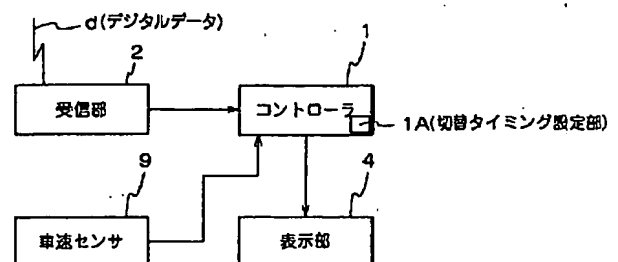 d(デジタルデータ)
2
1
受信部
コントローラ
1A(切替タイミング設定部)
9
4
車速センサ
表示部